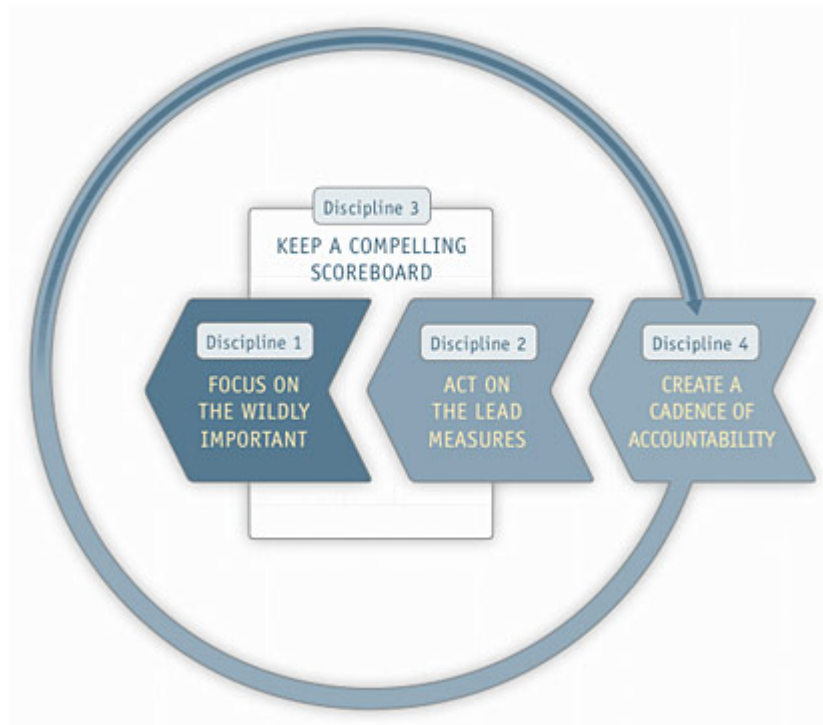 Discipline 3
KEEP A COMPELLING
SCOREBOARD
Discipline 1
FOCUS ON
THE WILDLY
IMPORTANT
Discipline 2
ACT ON
THE LEAD
MEASURES
Discipline 4
CREATE A
CADENCE OF
ACCOUNTABILITY